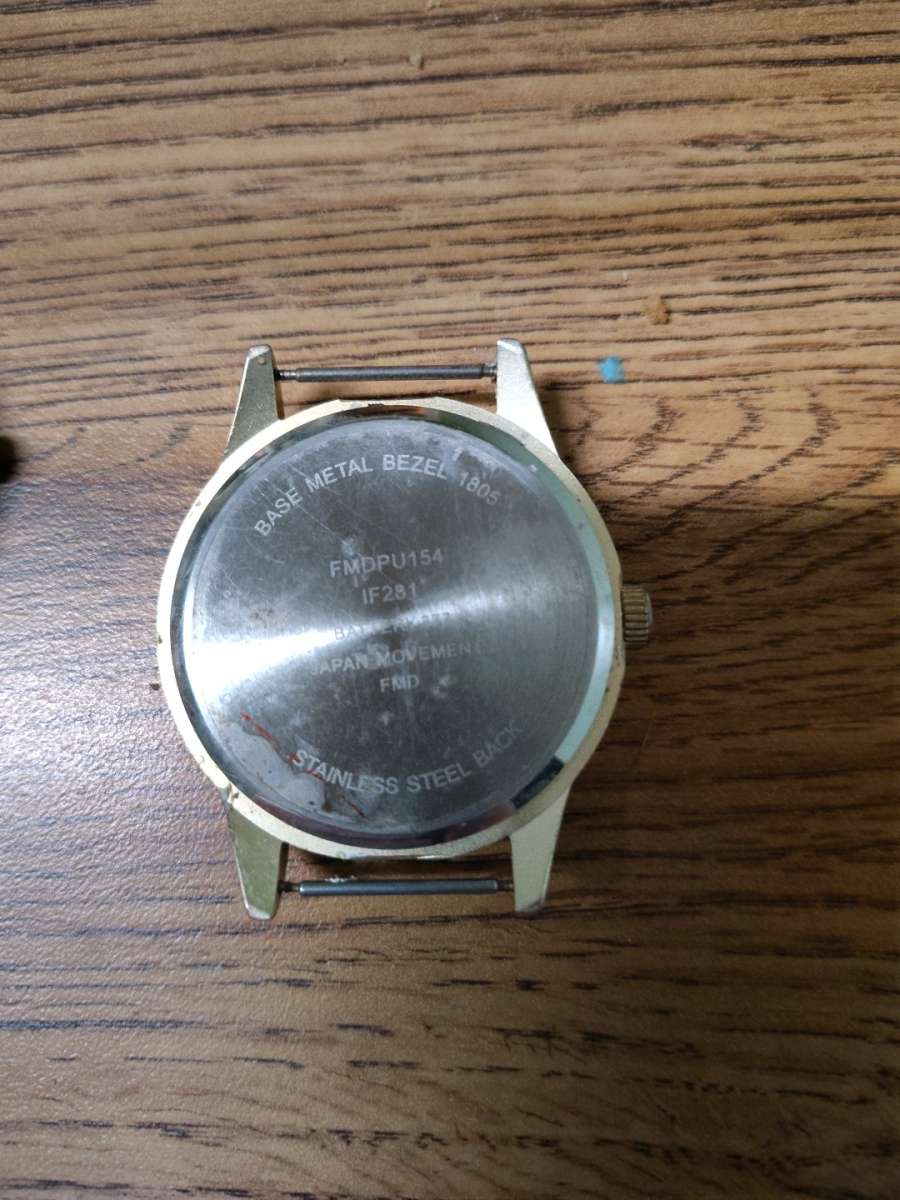 BASE METAL BEZEL 1805
FMDPU154
IF281
JAPAN MOVEMENT
FMD
STAINLESS STEEL BACK